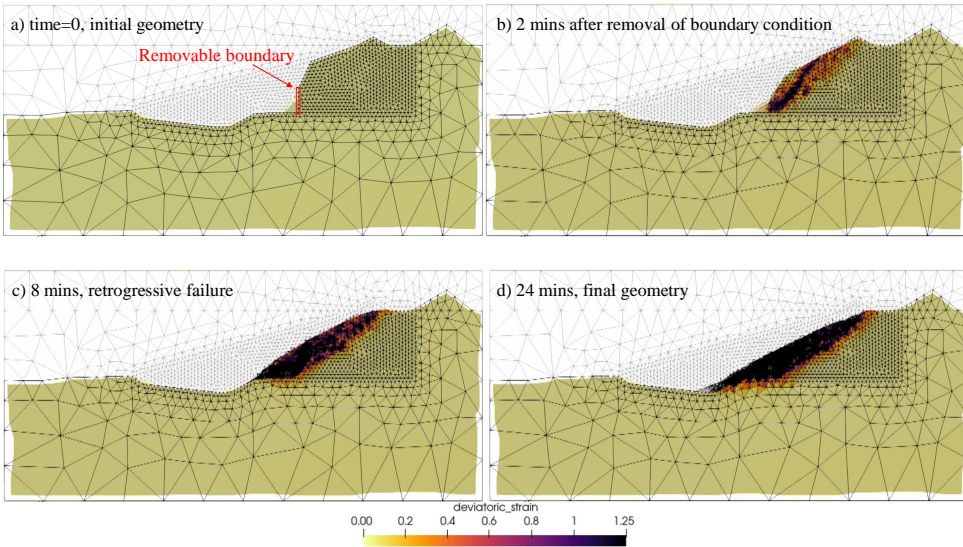 a) time=0, initial geometry
Removable boundary
b) 2 mins after removal of boundary condition
c) 8 mins, retrogressive failure
d) 24 mins, final geometry
deviatoric_strain
0.00 0.2 0.4 0.6 0.8 1 1.25